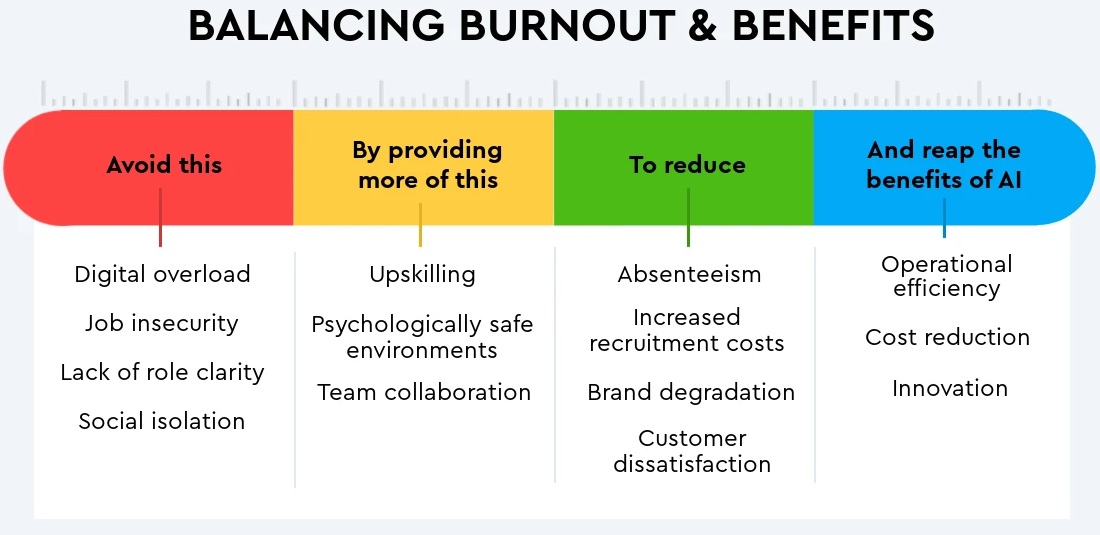 BALANCING BURNOUT & BENEFITS
Avoid this
Digital overload
Job insecurity
Lack of role clarity
Social isolation
By providing
more of this
Upskilling
Psychologically safe
environments
Team collaboration
To reduce
Absenteeism
Increased
recruitment costs
Brand degradation
Customer
dissatisfaction
And reap the
benefits of AI
Operational
efficiency
Cost reduction
Innovation